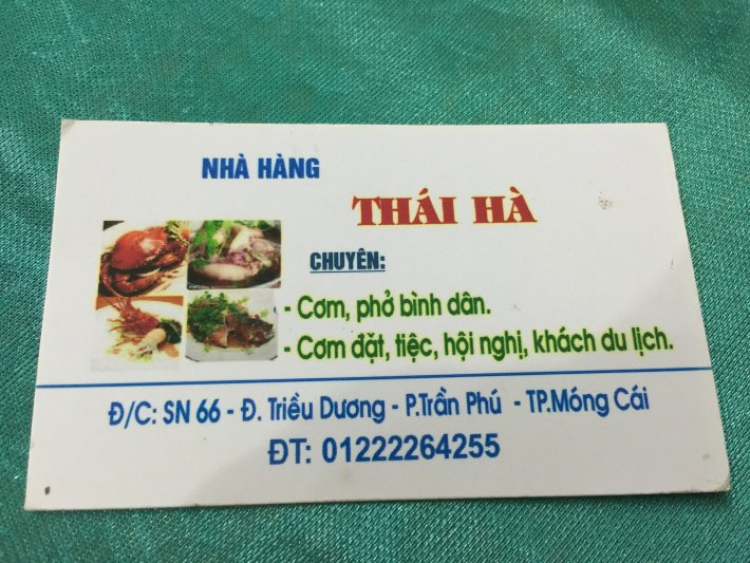 NHÀ HÀNG
THÁI HÀ
CHUYÊN:
- Cơm, phở bình dân.
- Cơm đặt, tiệc, hội nghị, khách du lịch.
Đ/C: SN 66 - Đ. Triều Dương - P.Trần Phú - TP.Móng Cái
ĐT: 01222264255